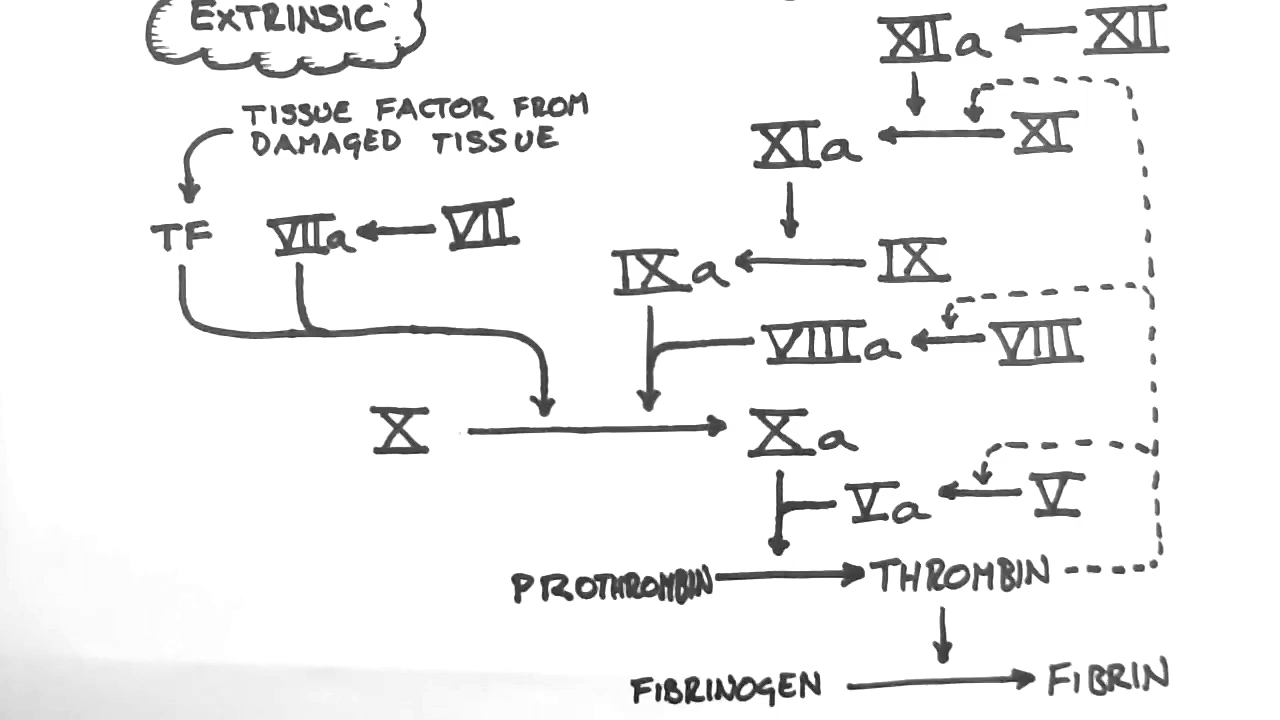 EXTRINSIC
XIIa XII
TISSUE FACTOR FROM
DAMAGED TISSUE
XIa XI
TF VIIa VII
IXa IX
VIIIa VIII
X Xa
Va V
PROTHROMBIN THROMBIN
FIBRINOGEN FIBRIN